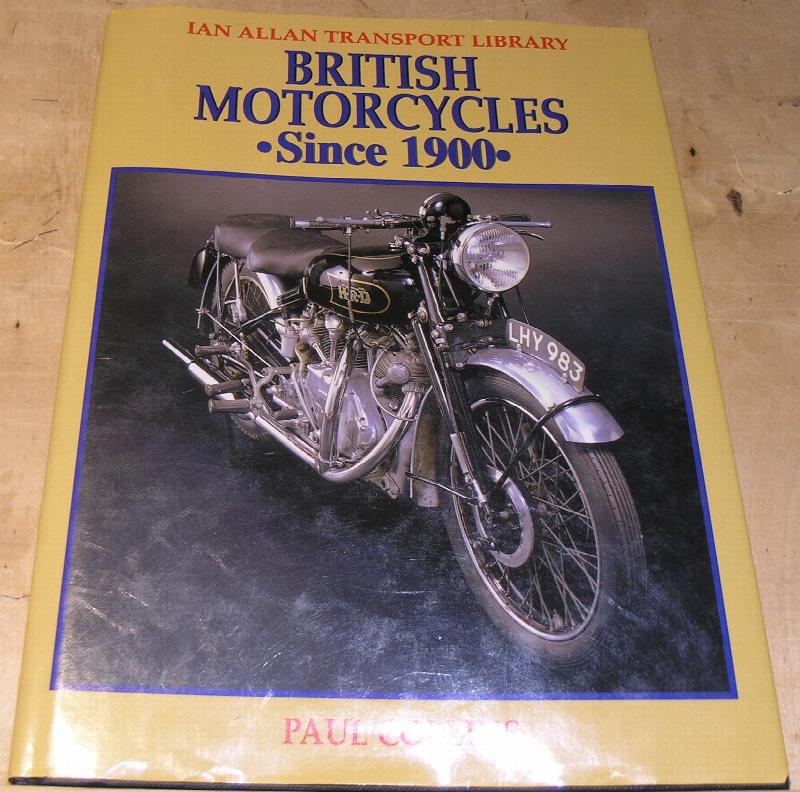 IAN ALLAN TRANSPORT LIBRARY
BRITISH
MOTORCYCLES
•Since 1900•
HRD
LHY 983
PAUL